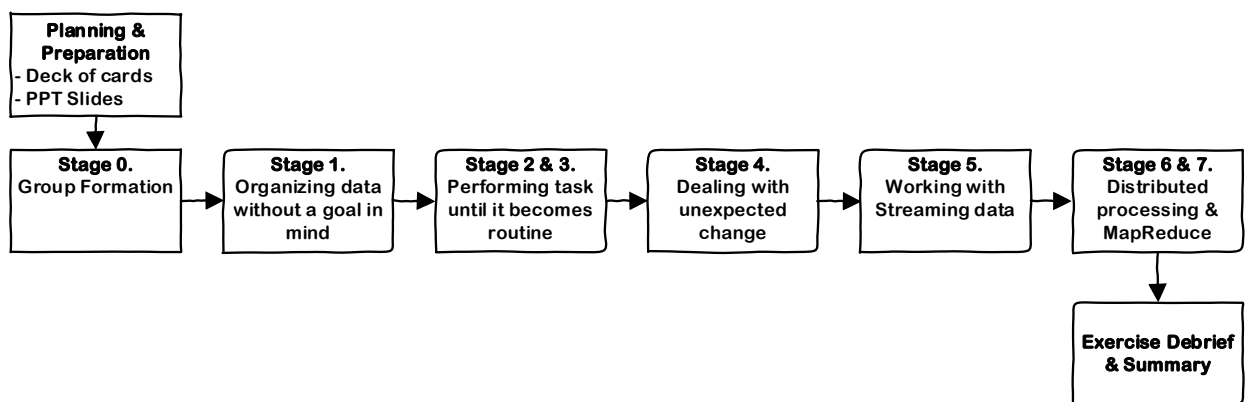 Planning &
Preparation
- Deck of cards
- PPT Slides
Stage 0.
Group Formation
Stage 1.
Organizing data
without a goal in
mind
Stage 2 & 3.
Performing task
until it becomes
routine
Stage 4.
Dealing with
unexpected
change
Stage 5.
Working with
Streaming data
Stage 6 & 7.
Distributed
processing &
MapReduce
Exercise Debrief
& Summary